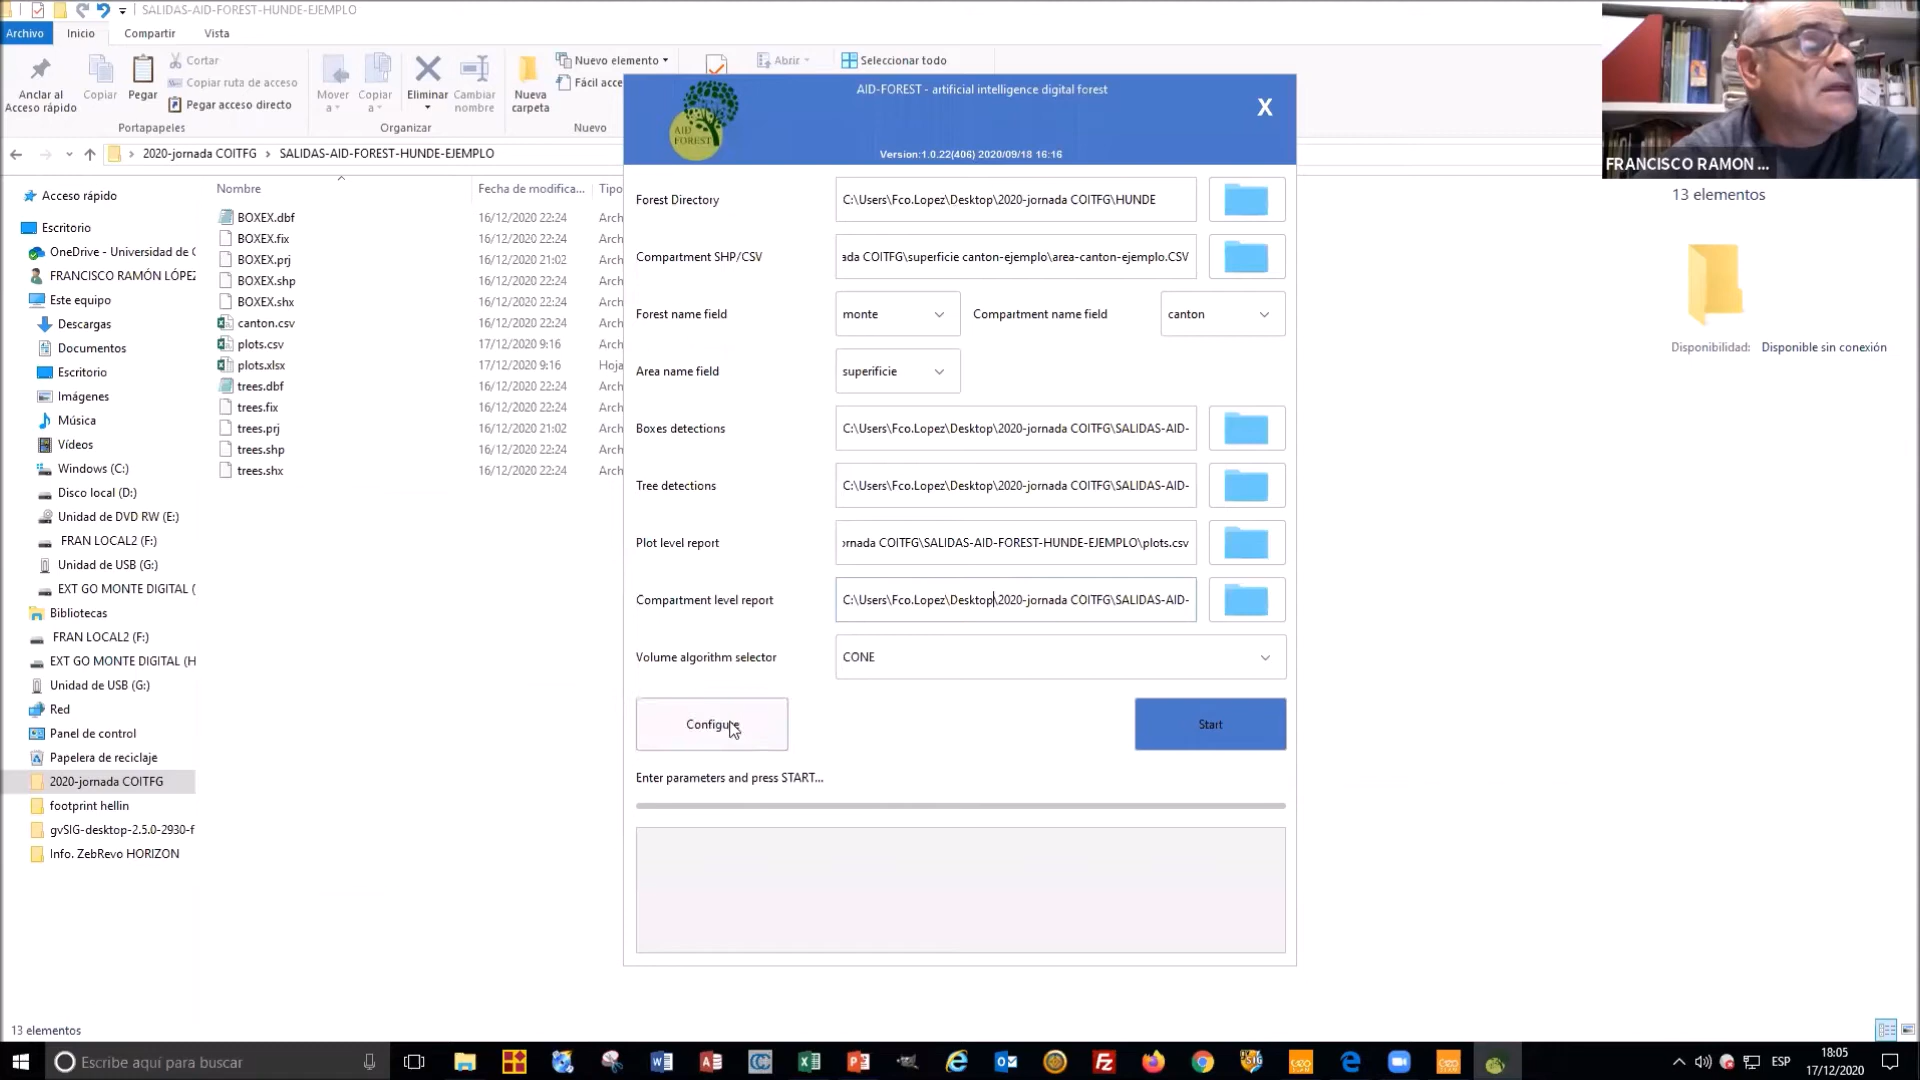 SALIDAS-AID-FOREST-HUNDE-EJEMPLO
Archivo Inicio Compartir Vista
Anclar al Acceso rápido
Copiar
Pegar
Cortar
Copiar ruta de acceso
Pegar acceso directo
Portapapeles
Mover a
Copiar a
Eliminar
Cambiar nombre
Organizar
Nueva carpeta
Nuevo elemento
Fácil acce
Nuevo
Abrir
Seleccionar todo
2020-jornada COITFG > SALIDAS-AID-FOREST-HUNDE-EJEMPLO
Acceso rápido
Escritorio
OneDrive - Universidad de C
FRANCISCO RAMÓN LÓPEZ
Este equipo
Descargas
Documentos
Escritorio
Imágenes
Música
Vídeos
Windows (C:)
Disco local (D:)
Unidad de DVD RW (E:)
FRAN LOCAL2 (F:)
Unidad de USB (G:)
EXT GO MONTE DIGITAL (
Bibliotecas
FRAN LOCAL2 (F:)
EXT GO MONTE DIGITAL (H
Unidad de USB (G:)
Red
Panel de control
Papelera de reciclaje
2020-jornada COITFG
footprint hellin
gvSIG-desktop-2.5.0-2930-f
Info. ZebRevo HORIZON
Nombre Fecha de modifica... Tipo
BOXEX.dbf 16/12/2020 22:24 Arch
BOXEX.fix 16/12/2020 22:24 Arch
BOXEX.prj 16/12/2020 21:02 Arch
BOXEX.shp 16/12/2020 22:24 Arch
BOXEX.shx 16/12/2020 22:24 Arch
canton.csv 16/12/2020 22:24 Arch
plots.csv 17/12/2020 9:16 Arch
plots.xlsx 17/12/2020 9:16 Hoja
trees.dbf 16/12/2020 22:24 Arch
trees.fix 16/12/2020 22:24 Arch
trees.prj 16/12/2020 21:02 Arch
trees.shp 16/12/2020 22:24 Arch
trees.shx 16/12/2020 22:24 Arch
AID FOREST
AID-FOREST - artificial intelligence digital forest
X
Version:1.0.22(406) 2020/09/18 16:16
Forest Directory C:\Users\Fco.Lopez\Desktop\2020-jornada COITFG\HUNDE
Compartment SHP/CSV ada COITFG\superficie canton-ejemplo\area-canton-ejemplo.CSV
Forest name field monte Compartment name field canton
Area name field superificie
Boxes detections C:\Users\Fco.Lopez\Desktop\2020-jornada COITFG\SALIDAS-AID-
Tree detections C:\Users\Fco.Lopez\Desktop\2020-jornada COITFG\SALIDAS-AID-
Plot level report ornada COITFG\SALIDAS-AID-FOREST-HUNDE-EJEMPLO\plots.csv
Compartment level report C:\Users\Fco.Lopez\Desktop\2020-jornada COITFG\SALIDAS-AID-
Volume algorithm selector CONE
Configure Start
Enter parameters and press START...
FRANCISCO RAMON ...
13 elementos
Disponibilidad: Disponible sin conexión
13 elementos
Escribe aquí para buscar
ESP
18:05
17/12/2020